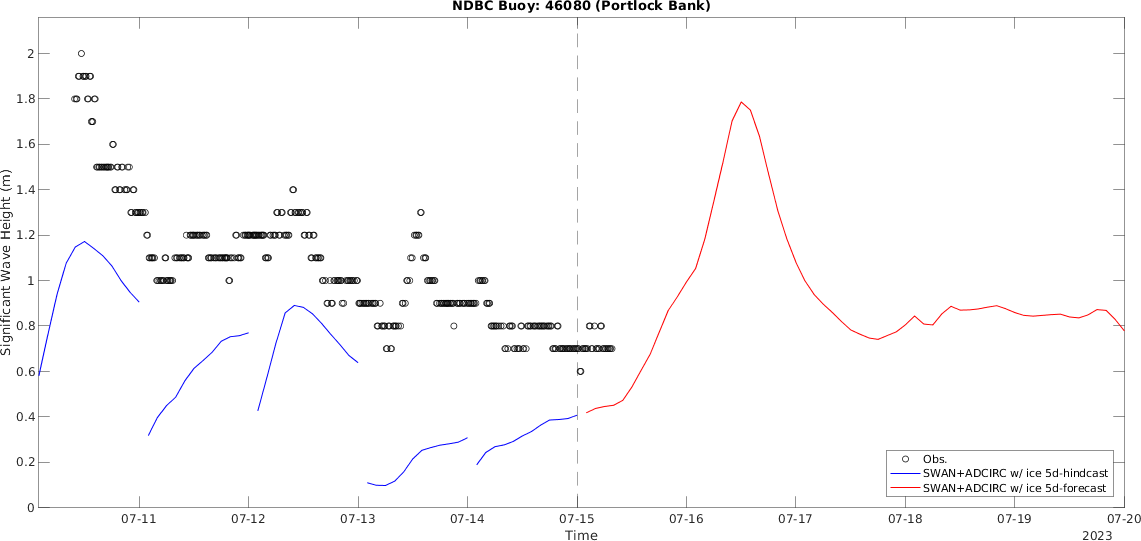 NDBC Buoy: 46080 (Portlock Bank)
2
1.8
1.6
1.4
1.2
1
0.8
0.6
0.4
0.2
0
Significant Wave Height (m)
Obs.
SWAN+ADCIRC w/ ice 5d-hindcast
SWAN+ADCIRC w/ ice 5d-forecast
07-11 07-12 07-13 07-14 07-15 07-16 07-17 07-18 07-19 07-20
Time
2023